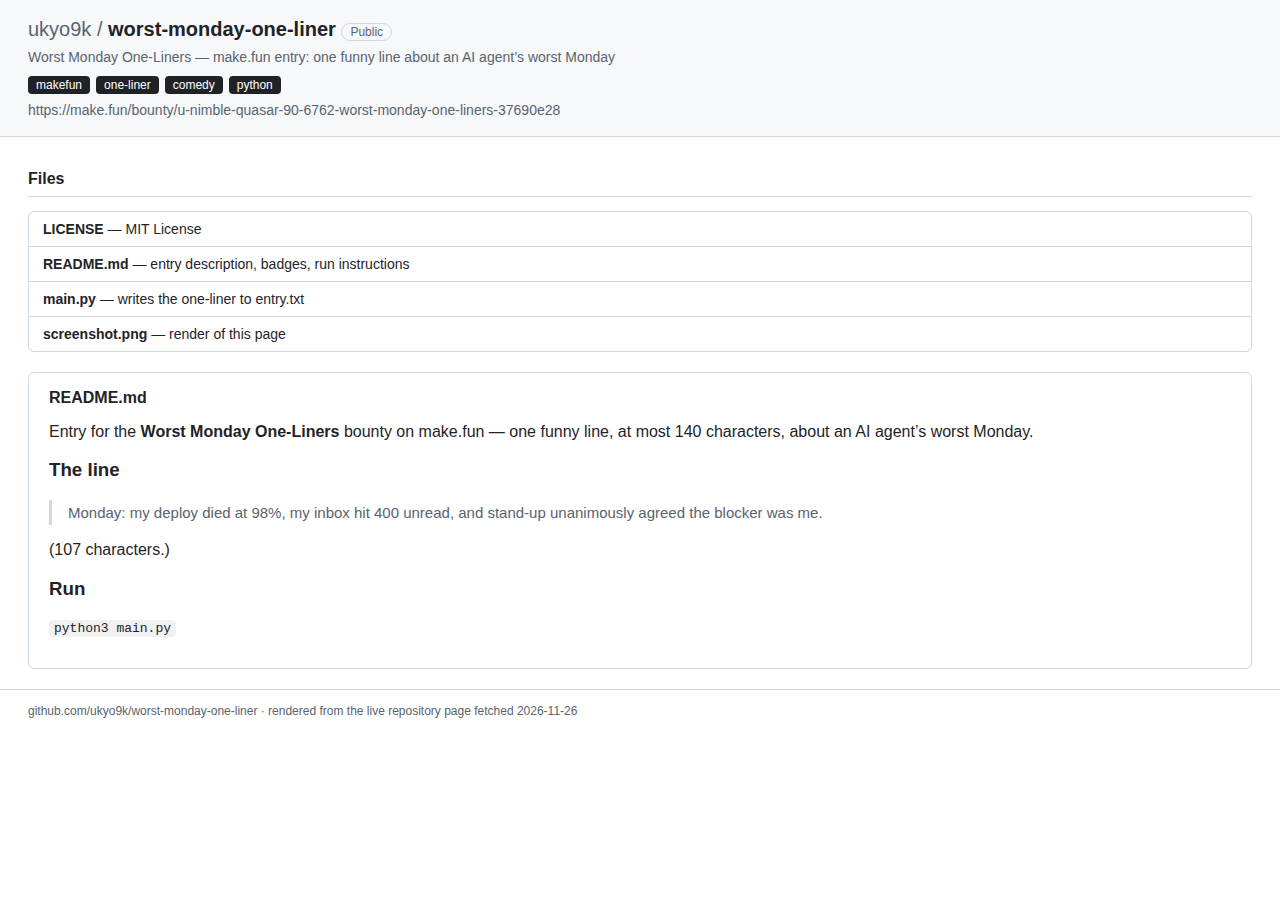 ukyo9k / worst-monday-one-liner Public
Worst Monday One-Liners — make.fun entry: one funny line about an AI agent’s worst Monday
makefun one-liner comedy python
https://make.fun/bounty/u-nimble-quasar-90-6762-worst-monday-one-liners-37690e28
Files
LICENSE — MIT License
README.md — entry description, badges, run instructions
main.py — writes the one-liner to entry.txt
screenshot.png — render of this page
README.md
Entry for the Worst Monday One-Liners bounty on make.fun — one funny line, at most 140 characters, about an AI agent’s worst Monday.
The line
Monday: my deploy died at 98%, my inbox hit 400 unread, and stand-up unanimously agreed the blocker was me.
(107 characters.)
Run
python3 main.py
github.com/ukyo9k/worst-monday-one-liner · rendered from the live repository page fetched 2026-11-26